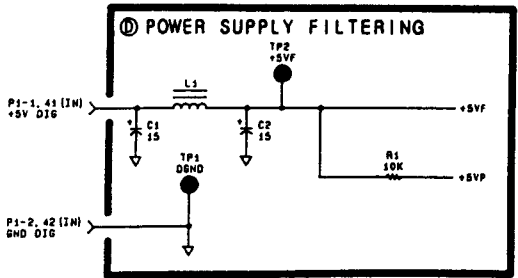 Ⓓ POWER SUPPLY FILTERING
TP2
+5VF
L1
P1-1, 41 (IN)
+5V DIG
+5VF
+ C1
15
+ C2
15
TP1
DGND
R1
10K
+5VP
P1-2, 42 (IN)
GND DIG